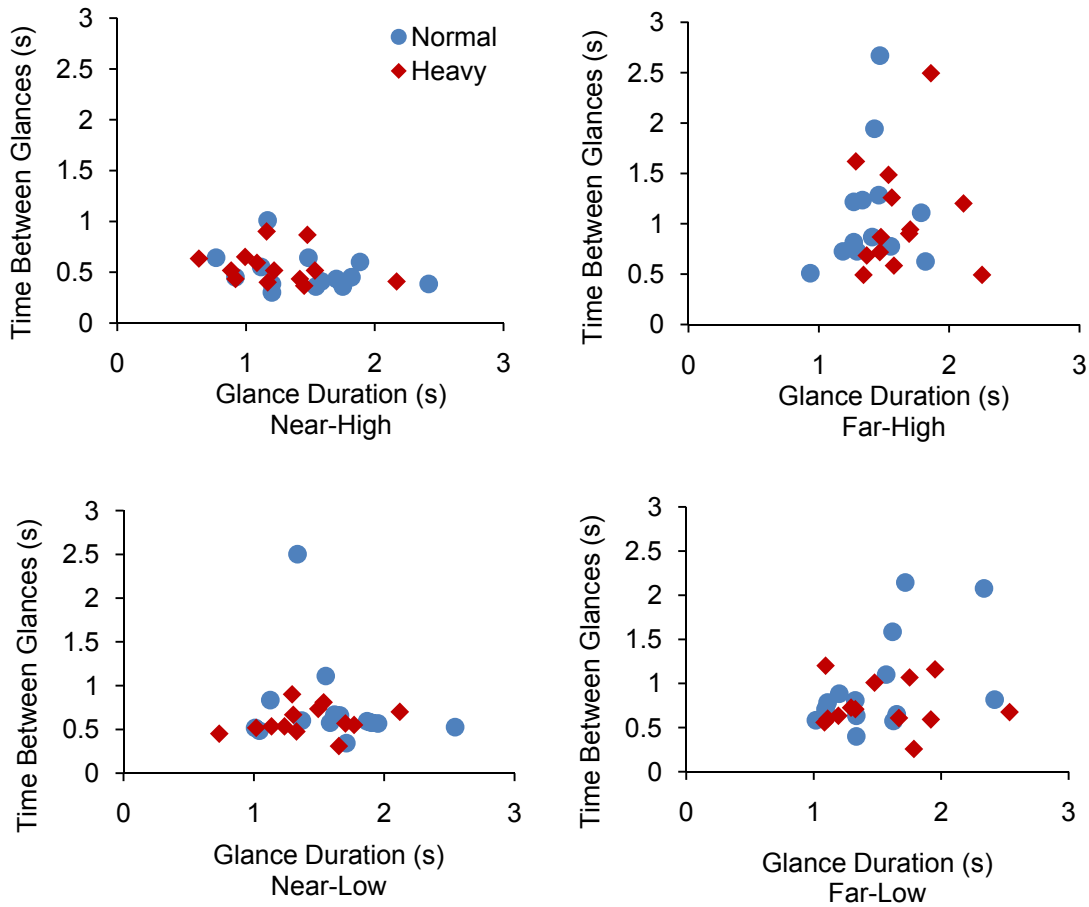 Time Between Glances (s)
3
2.5
2
1.5
1
0.5
0
0 1 2 3
Glance Duration (s)
Near-High
Normal
Heavy
Time Between Glances (s)
3
2.5
2
1.5
1
0.5
0
0 1 2 3
Glance Duration (s)
Far-High
Time Between Glances (s)
3
2.5
2
1.5
1
0.5
0
0 1 2 3
Glance Duration (s)
Near-Low
Time Between Glances (s)
3
2.5
2
1.5
1
0.5
0
0 1 2 3
Glance Duration (s)
Far-Low